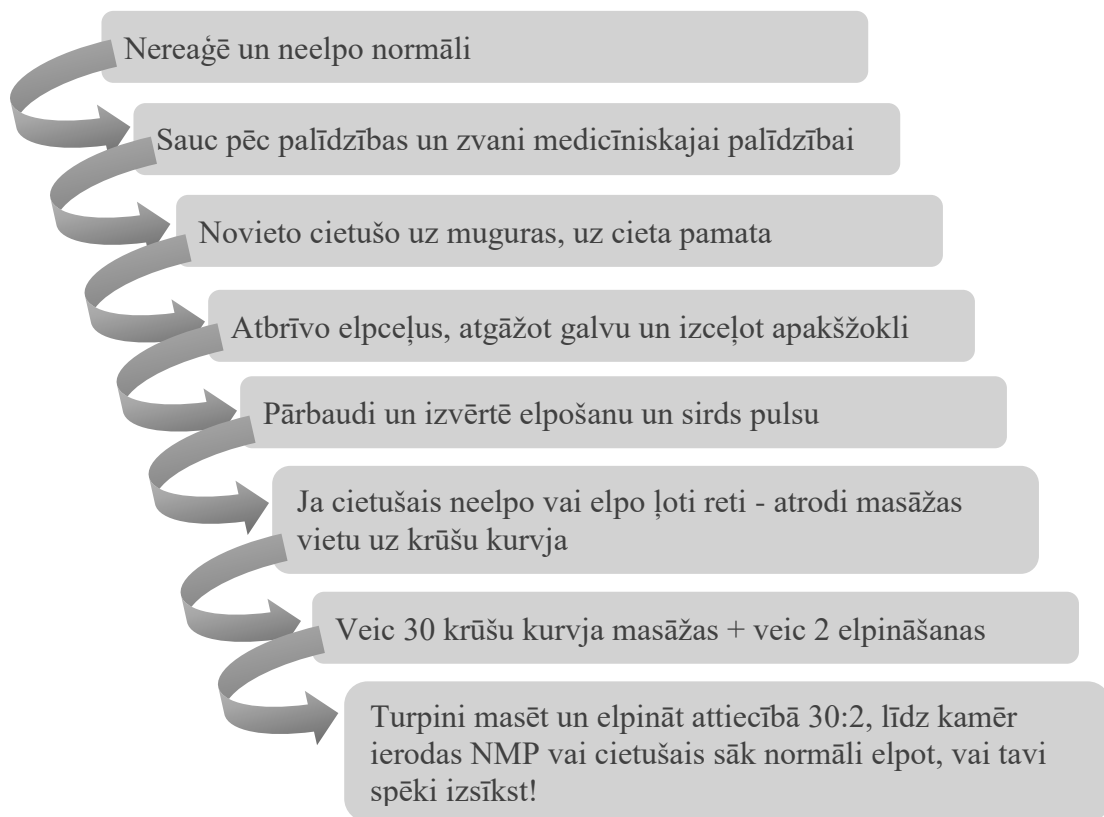 Nereaģē un neelpo normāli
Sauc pēc palīdzības un zvani medicīniskajai palīdzībai
Novieto cietušo uz muguras, uz cieta pamata
Atbrīvo elpceļus, atgāžot galvu un izceļot apakšžokli
Pārbaudi un izvērtē elpošanu un sirds pulsu
Ja cietušais neelpo vai elpo ļoti reti - atrodi masāžas
vietu uz krūšu kurvja
Veic 30 krūšu kurvja masāžas + veic 2 elpināšanas
Turpini masēt un elpināt attiecībā 30:2, līdz kamēr
ierodas NMP vai cietušais sāk normāli elpot, vai tavi
spēki izsīkst!